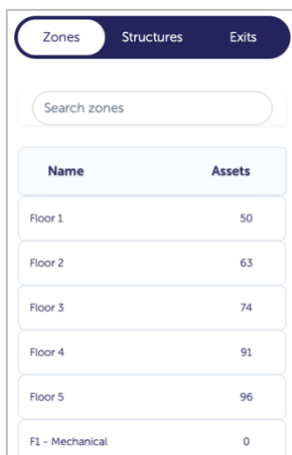 Zones Structures Exits
Search zones
Name Assets
Floor 1 50
Floor 2 63
Floor 3 74
Floor 4 91
Floor 5 96
F1 - Mechanical 0